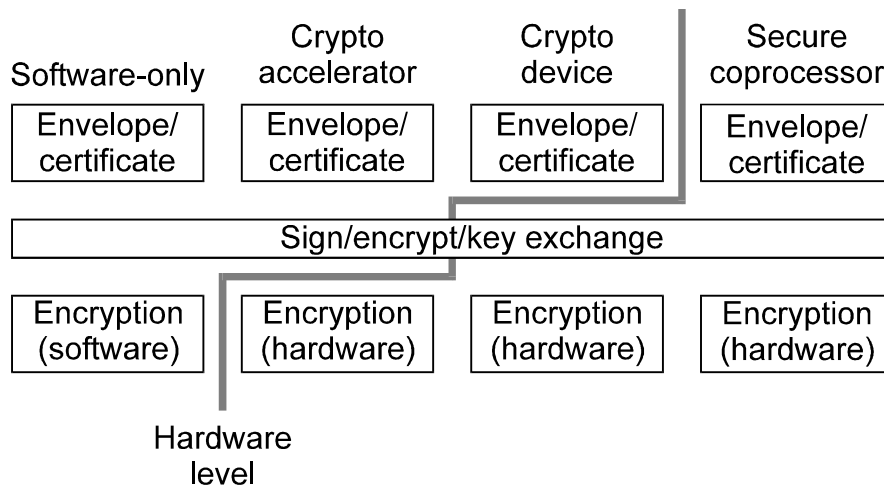 Software-only
Crypto
accelerator
Crypto
device
Secure
coprocessor
Envelope/
certificate
Envelope/
certificate
Envelope/
certificate
Envelope/
certificate
Sign/encrypt/key exchange
Encryption
(software)
Encryption
(hardware)
Encryption
(hardware)
Encryption
(hardware)
Hardware
level